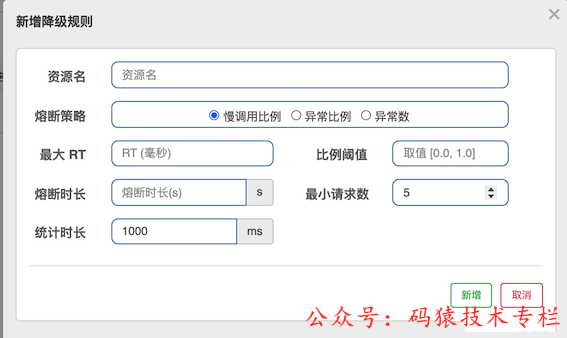 新增降级规则 ×
资源名 资源名
熔断策略 慢调用比例 异常比例 异常数
最大 RT RT (毫秒) 比例阈值 取值 [0.0, 1.0]
熔断时长 熔断时长(s) s 最小请求数 5
统计时长 1000 ms
新增 取消
公众号：码猿技术专栏